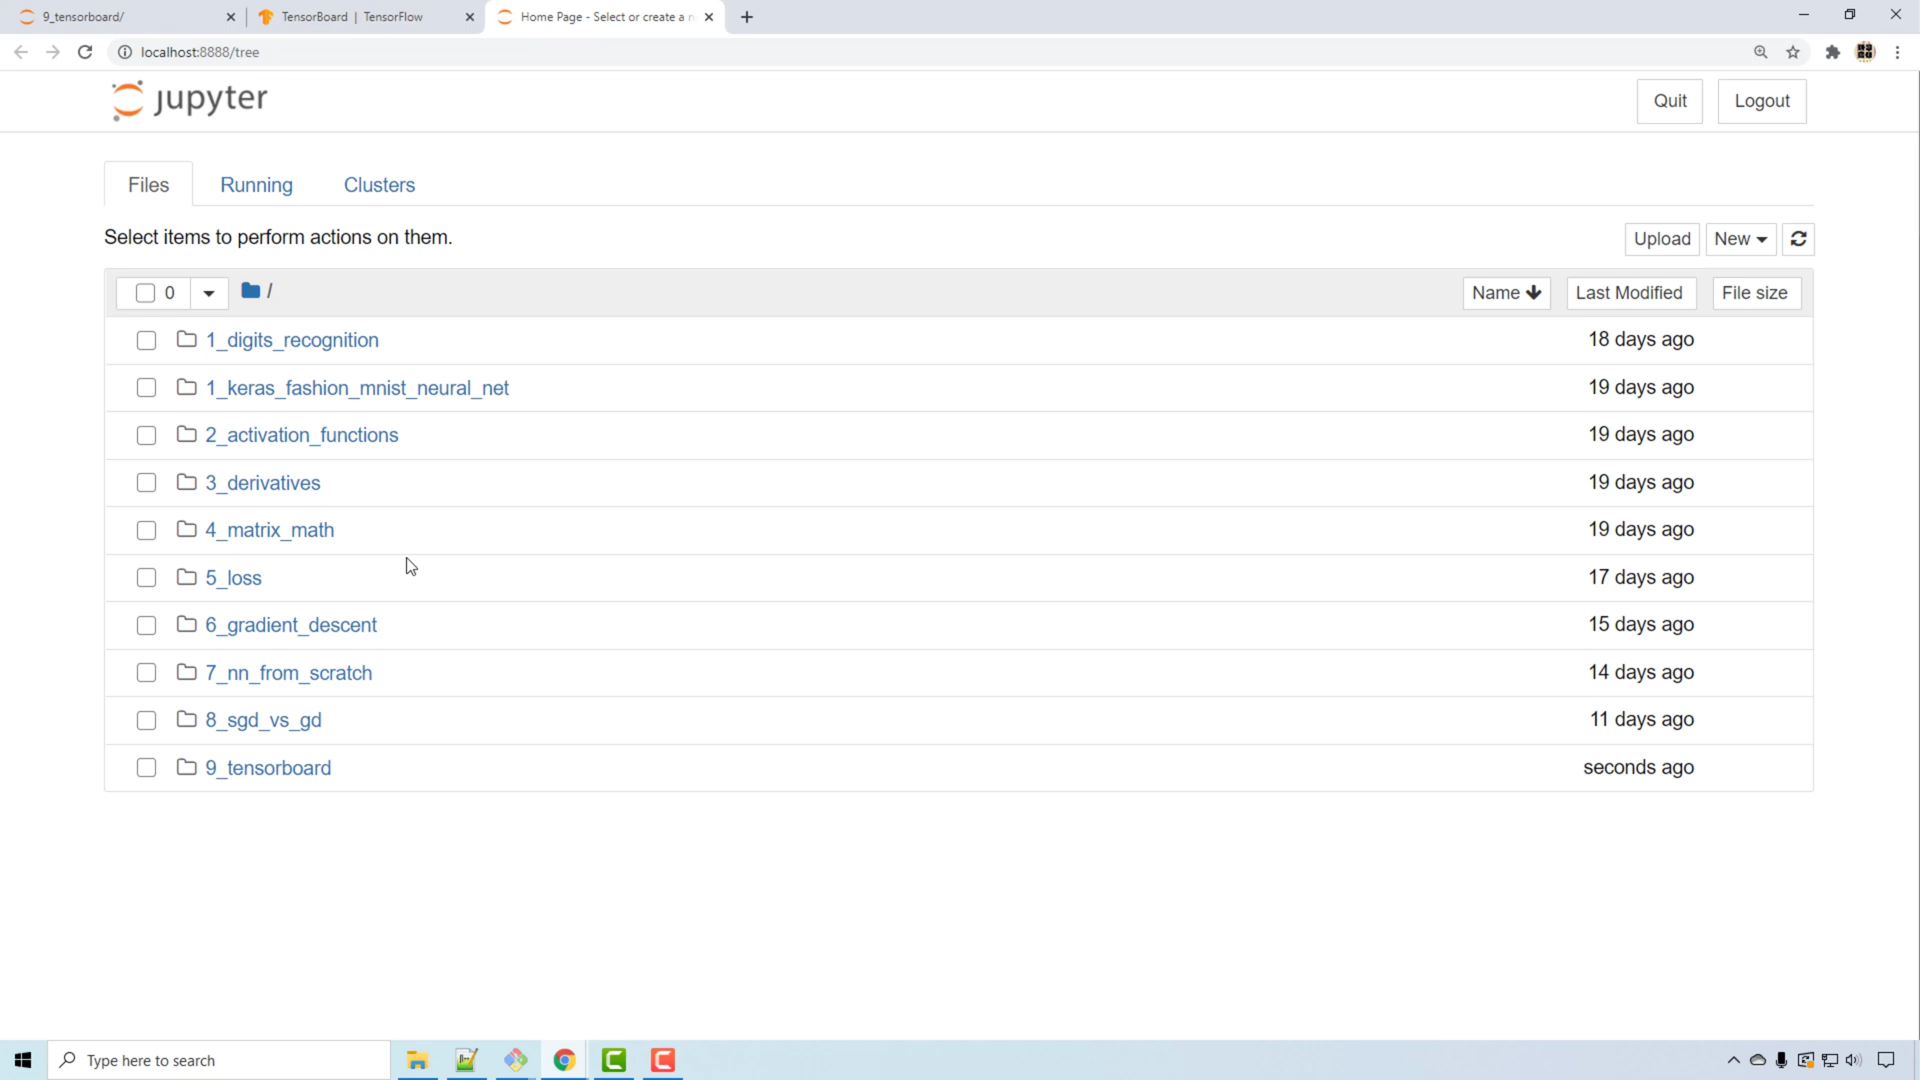 9_tensorboard/
TensorBoard | TensorFlow
Home Page - Select or create a n
localhost:8888/tree
jupyter
Quit
Logout
Files
Running
Clusters
Select items to perform actions on them.
Upload
New
0
/
Name
Last Modified
File size
1_digits_recognition
18 days ago
1_keras_fashion_mnist_neural_net
19 days ago
2_activation_functions
19 days ago
3_derivatives
19 days ago
4_matrix_math
19 days ago
5_loss
17 days ago
6_gradient_descent
15 days ago
7_nn_from_scratch
14 days ago
8_sgd_vs_gd
11 days ago
9_tensorboard
seconds ago
Type here to search